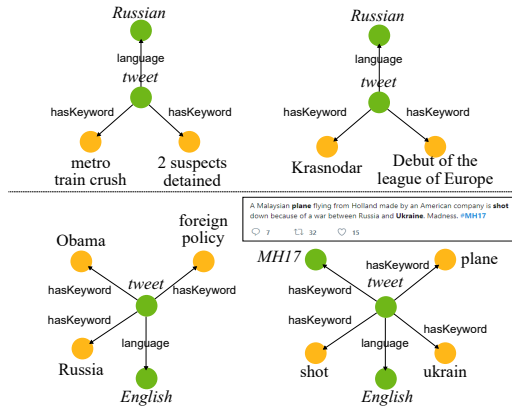 Russian
language
tweet
hasKeyword
hasKeyword
metro
train crush
2 suspects
detained
Russian
language
tweet
hasKeyword
hasKeyword
Krasnodar
Debut of the
league of Europe
A Malaysian plane flying from Holland made by an American company is shot
down because of a war between Russia and Ukraine. Madness. #MH17
7 32 15
Obama
foreign
policy
hasKeyword
tweet
hasKeyword
hasKeyword
Russia
language
English
MH17
hasKeyword
plane
tweet
hasKeyword
hasKeyword
hasKeyword
shot
language
ukrain
English